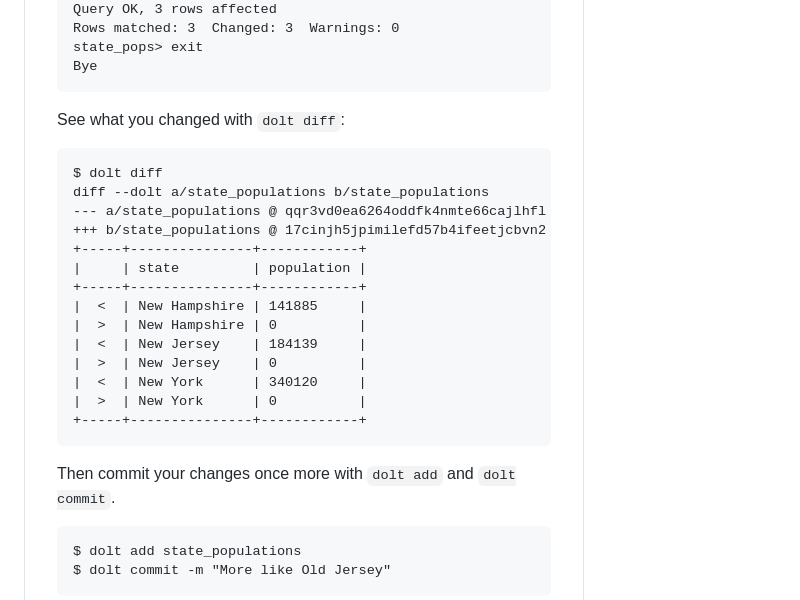 Query OK, 3 rows affected
Rows matched: 3  Changed: 3  Warnings: 0
state_pops> exit
Bye
See what you changed with dolt diff:
$ dolt diff
diff --dolt a/state_populations b/state_populations
--- a/state_populations @ qqr3vd0ea6264oddfk4nmte66cajlhfl
+++ b/state_populations @ 17cinjh5jpimilefd57b4ifeetjcbvn2
+-----+---------------+------------+
|     | state         | population |
+-----+---------------+------------+
|  <  | New Hampshire | 141885     |
|  >  | New Hampshire | 0          |
|  <  | New Jersey    | 184139     |
|  >  | New Jersey    | 0          |
|  <  | New York      | 340120     |
|  >  | New York      | 0          |
+-----+---------------+------------+
Then commit your changes once more with dolt add and dolt
commit.
$ dolt add state_populations
$ dolt commit -m "More like Old Jersey"